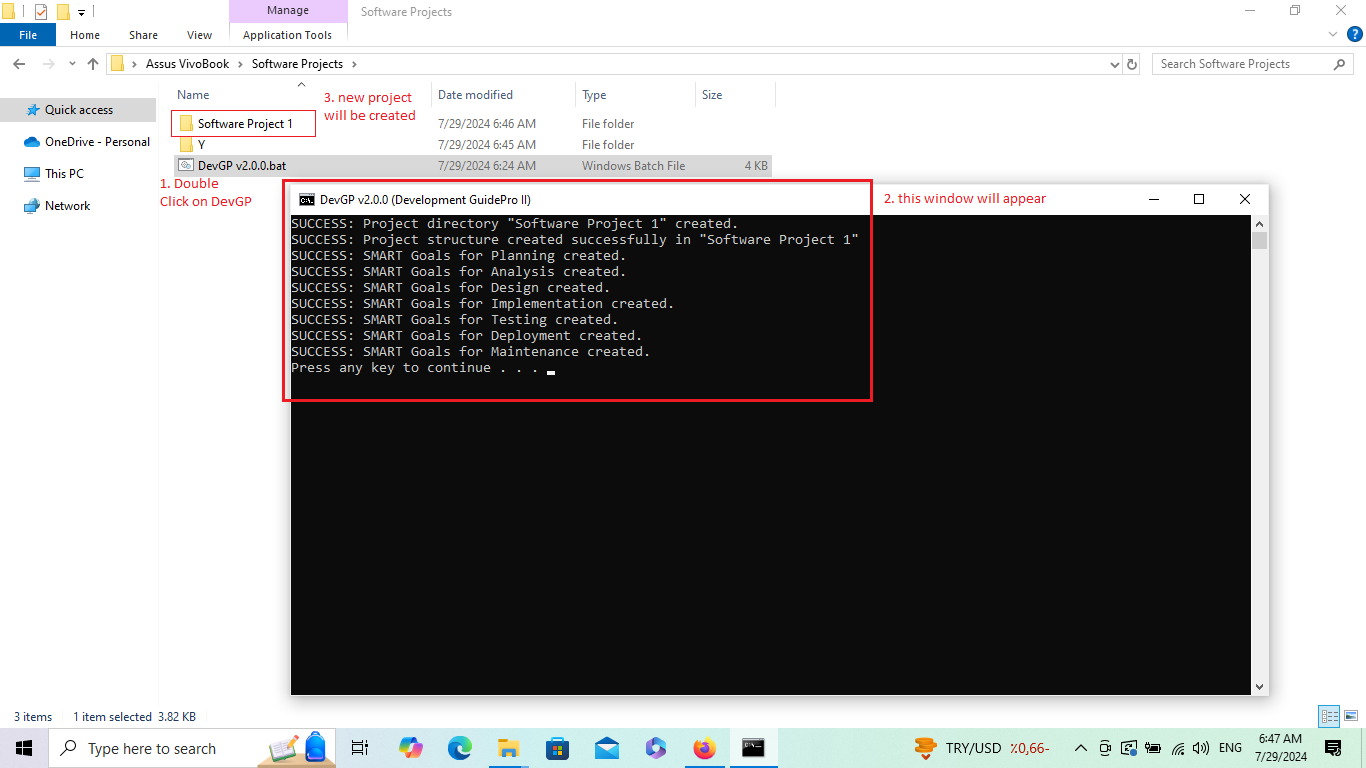 Manage
Software Projects
File
Home
Share
View
Application Tools
Assus VivoBook
Software Projects
Search Software Projects
Name
Date modified
Type
Size
3. new project
will be created
Quick access
OneDrive - Personal
This PC
Network
Software Project 1
7/29/2024 6:46 AM
File folder
Y
7/29/2024 6:45 AM
File folder
DevGP v2.0.0.bat
7/29/2024 6:24 AM
Windows Batch File
4 KB
1. Double
Click on DevGP
DevGP v2.0.0 (Development GuidePro II)
2. this window will appear
SUCCESS: Project directory "Software Project 1" created.
SUCCESS: Project structure created successfully in "Software Project 1"
SUCCESS: SMART Goals for Planning created.
SUCCESS: SMART Goals for Analysis created.
SUCCESS: SMART Goals for Design created.
SUCCESS: SMART Goals for Implementation created.
SUCCESS: SMART Goals for Testing created.
SUCCESS: SMART Goals for Deployment created.
SUCCESS: SMART Goals for Maintenance created.
Press any key to continue . . .
3 items
1 item selected 3.82 KB
Type here to search
TRY/USD
٪0,66-
ENG
6:47 AM
7/29/2024